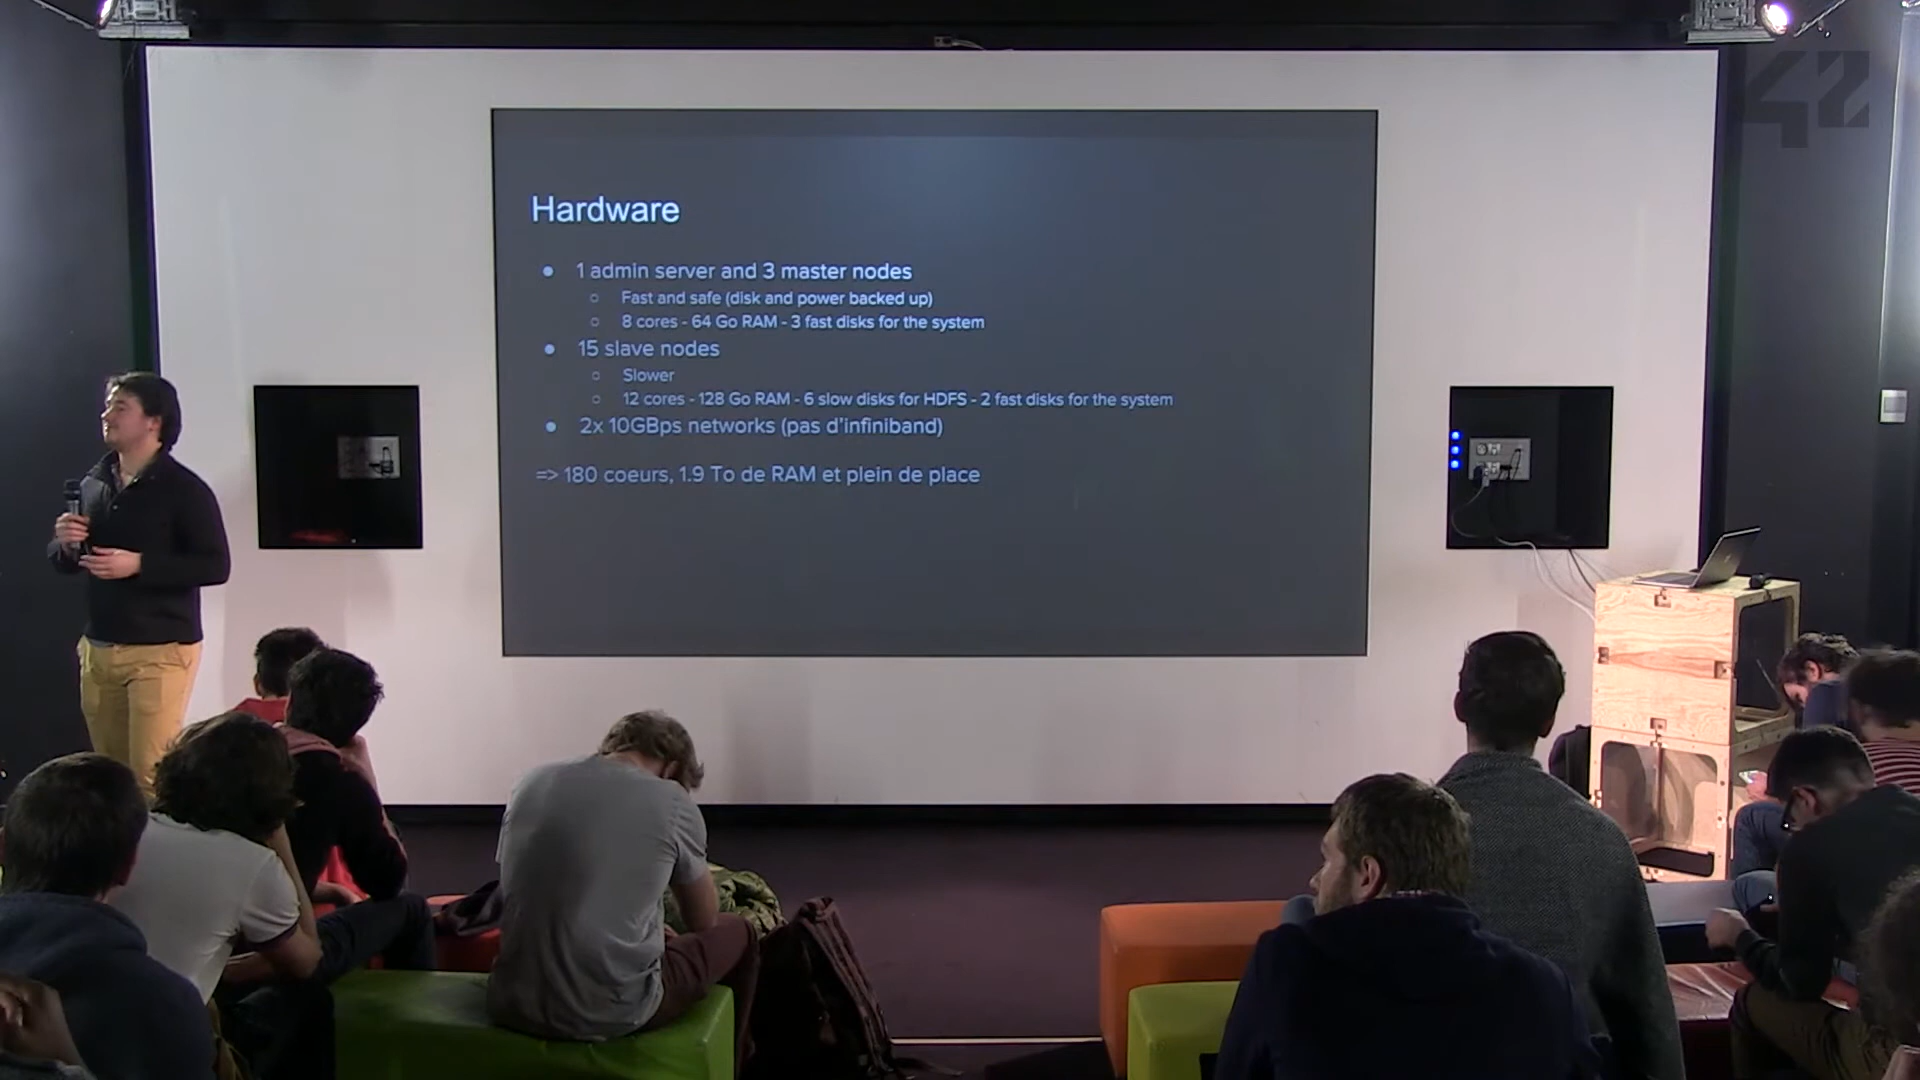 42
Hardware
● 1 admin server and 3 master nodes
○ Fast and safe (disk and power backed up)
○ 8 cores - 64 Go RAM - 3 fast disks for the system
● 15 slave nodes
○ Slower
○ 12 cores - 128 Go RAM - 6 slow disks for HDFS - 2 fast disks for the system
● 2x 10GBps networks (pas d'infiniband)
=> 180 coeurs, 1.9 To de RAM et plein de place